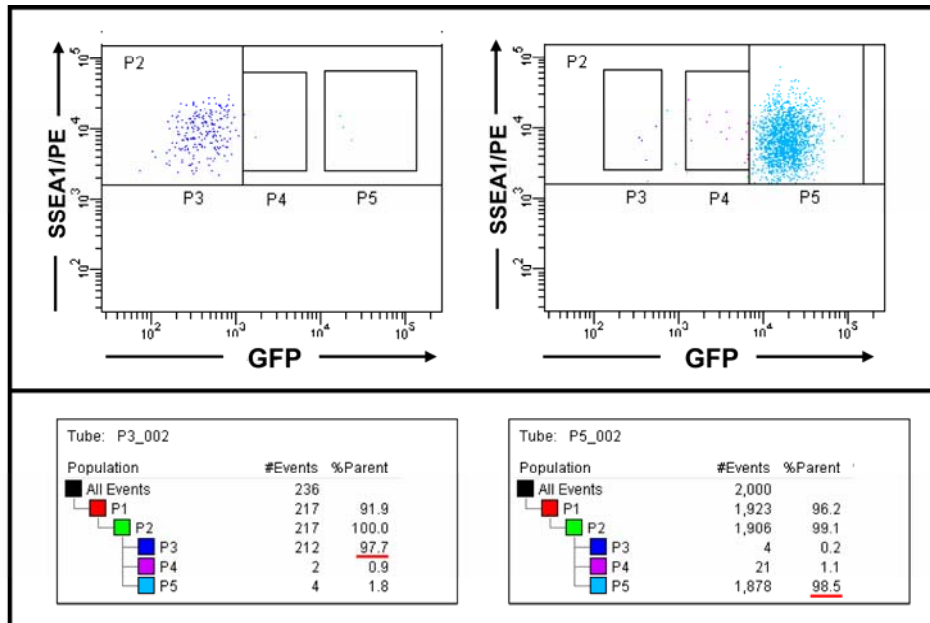 P2
SSEA1/PE
10^5
10^4
10^3
10^2
P3 P4 P5
10^2 10^3 10^4 10^5
GFP
P2
SSEA1/PE
10^5
10^4
10^3
10^2
P3 P4 P5
10^2 10^3 10^4 10^5
GFP
Tube: P3_002
Population #Events %Parent
All Events 236
P1 217 91.9
P2 217 100.0
P3 212 97.7
P4 2 0.9
P5 4 1.8
Tube: P5_002
Population #Events %Parent
All Events 2,000
P1 1,923 96.2
P2 1,906 99.1
P3 4 0.2
P4 21 1.1
P5 1,878 98.5